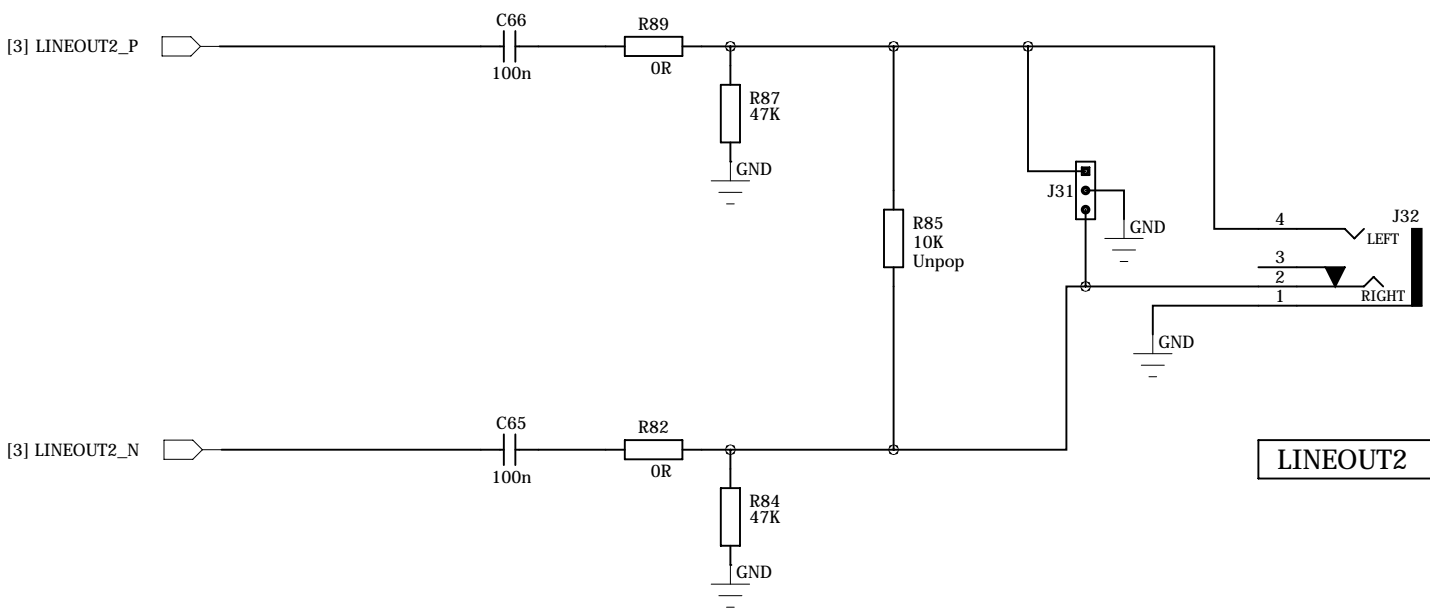 C66
R89
[3] LINEOUT2_P
100n
0R
R87
47K
GND
J31
GND
R85
10K
Unpop
4
J32
LEFT
3
2
1
RIGHT
GND
C65
R82
[3] LINEOUT2_N
100n
0R
LINEOUT2
R84
47K
GND